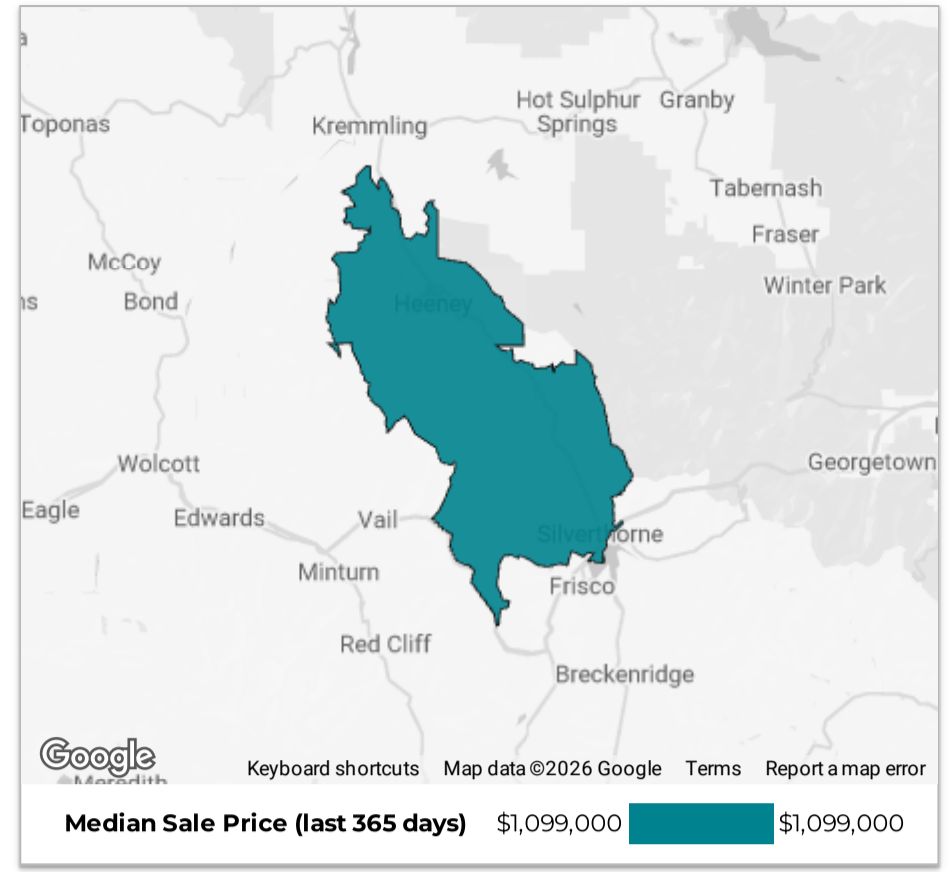 Hot Sulphur
Springs
Granby
Toponas
Kremmling
Tabernash
Fraser
McCoy
Winter Park
Bond
Heeney
Wolcott
Georgetown
Eagle
Edwards
Vail
Silverthorne
Minturn
Frisco
Red Cliff
Breckenridge
Google
Meredith
Keyboard shortcuts Map data ©2026 Google Terms Report a map error
Median Sale Price (last 365 days) $1,099,000 $1,099,000